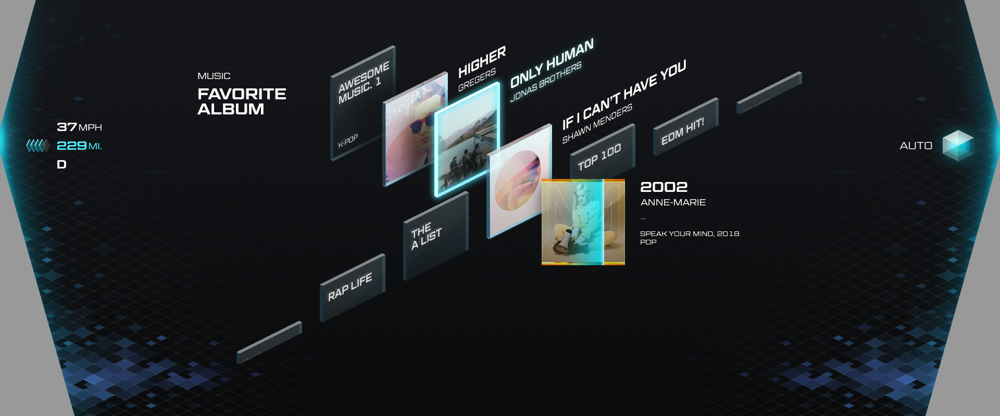 MUSIC
FAVORITE
ALBUM
37 MPH
229 MI.
D
AWESOME
MUSIC. 1
K-POP
Gregers
HIGHER
GREGERS
ONLY HUMAN
JONAS BROTHERS
IF I CAN'T HAVE YOU
SHAWN MENDERS
TOP 100
EDM HIT!
THE
A LIST
RAP LIFE
2002
ANNE-MARIE
–
SPEAK YOUR MIND, 2018
POP
AUTO